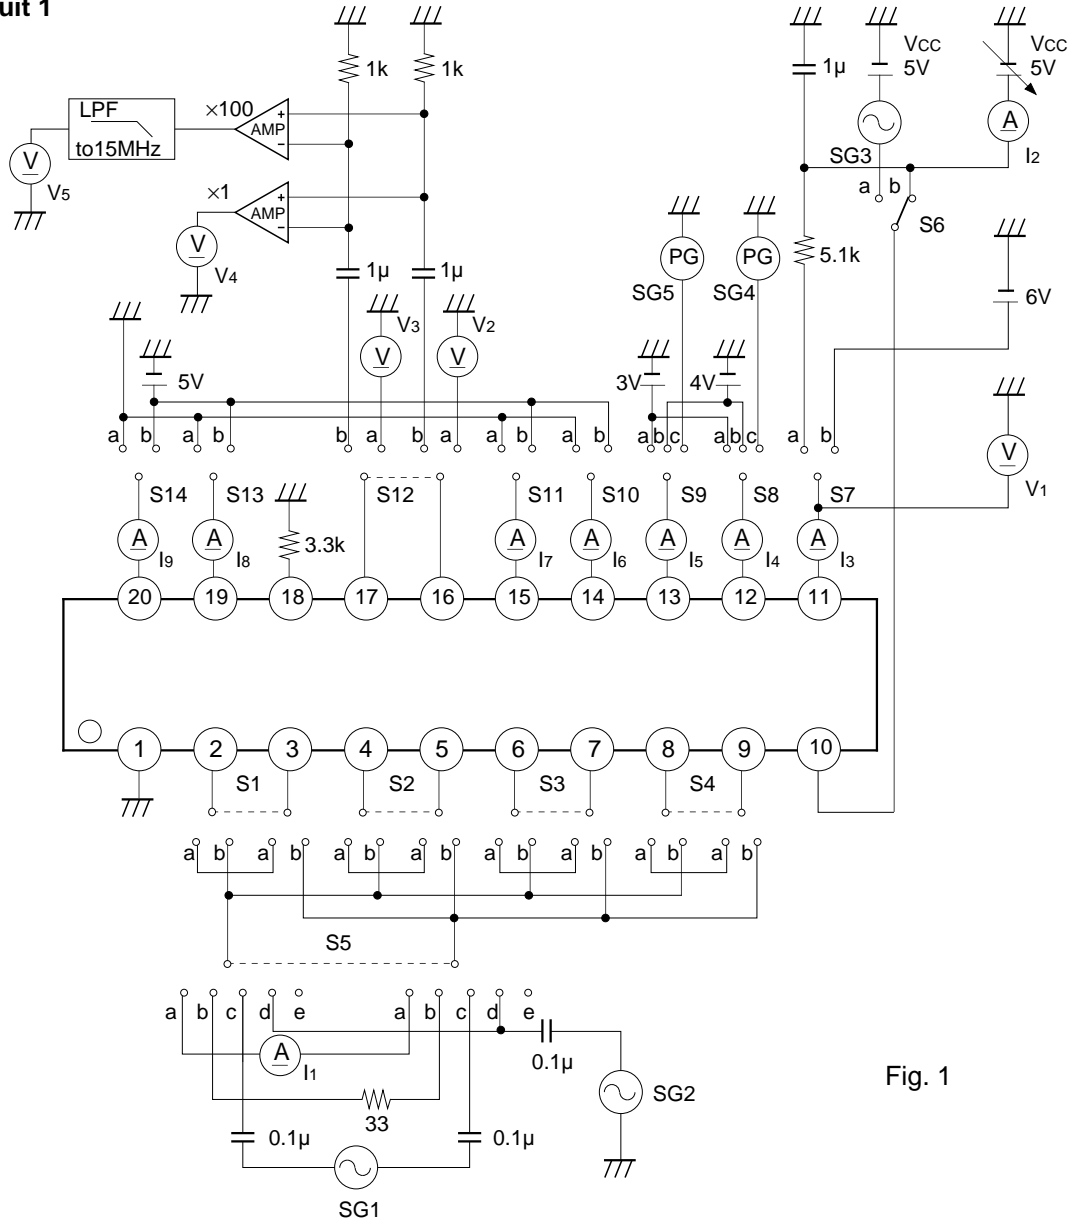 uit 1
1k
1k
1µ
VCC
5V
VCC
5V
LPF
to15MHz
×100
+
AMP
−
A
I2
V
V5
SG3
a b
S6
×1
+
AMP
−
V
V4
1µ
1µ
PG
SG5
PG
SG4
5.1k
6V
V3
V2
V
V
5V
3V
4V
V
V1
a b a b b a b a a b a b a b c a b c a b
S14 S13 S12 S11 S10 S9 S8 S7
A
I9
A
I8
3.3k
A
I7
A
I6
A
I5
A
I4
A
I3
20 19 18 17 16 15 14 13 12 11
1 2 3 4 5 6 7 8 9 10
S1 S2 S3 S4
a b a b a b a b a b a b a b a b
S5
a b c d e a b c d e
A
I1
0.1µ
33
SG2
0.1µ
0.1µ
SG1
Fig. 1